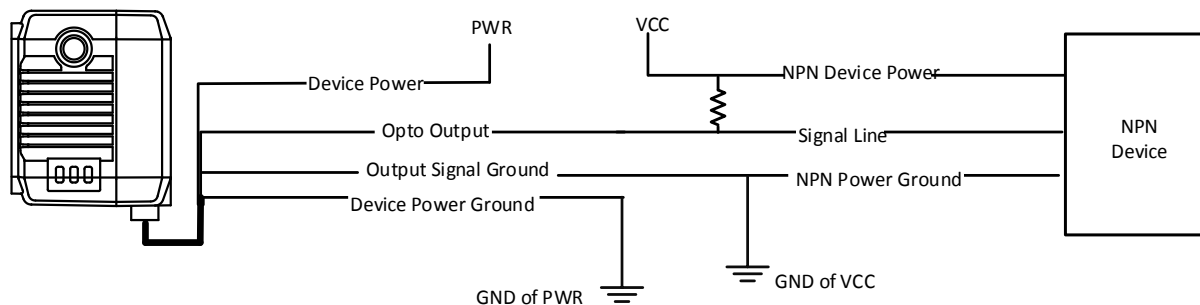 PWR
VCC
Device Power
NPN Device Power
Opto Output
Signal Line
NPN
Device
Output Signal Ground
NPN Power Ground
Device Power Ground
GND of VCC
GND of PWR